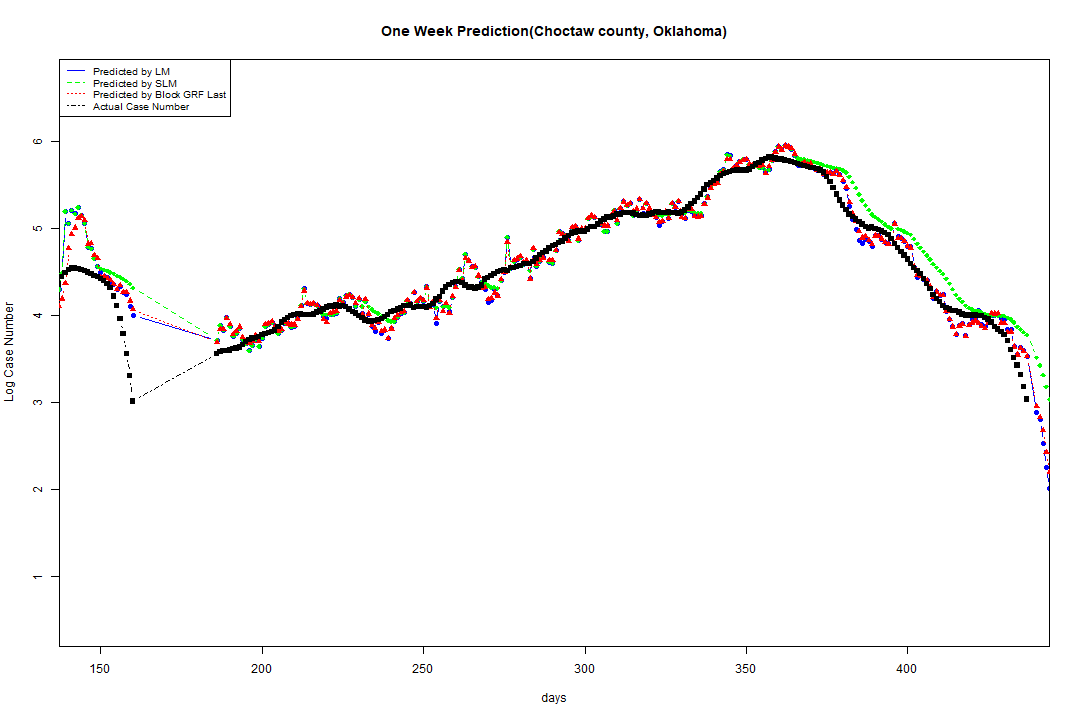 One Week Prediction(Choctaw county, Oklahoma)
Predicted by LM
Predicted by SLM
Predicted by Block GRF Last
Actual Case Number
6
5
4
3
2
1
Log Case Number
150 200 250 300 350 400
days